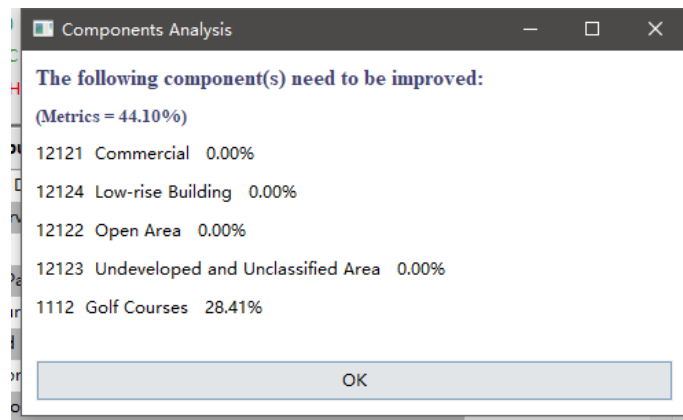 Components Analysis
The following component(s) need to be improved:
(Metrics = 44.10%)
12121 Commercial 0.00%
12124 Low-rise Building 0.00%
12122 Open Area 0.00%
12123 Undeveloped and Unclassified Area 0.00%
1112 Golf Courses 28.41%
OK